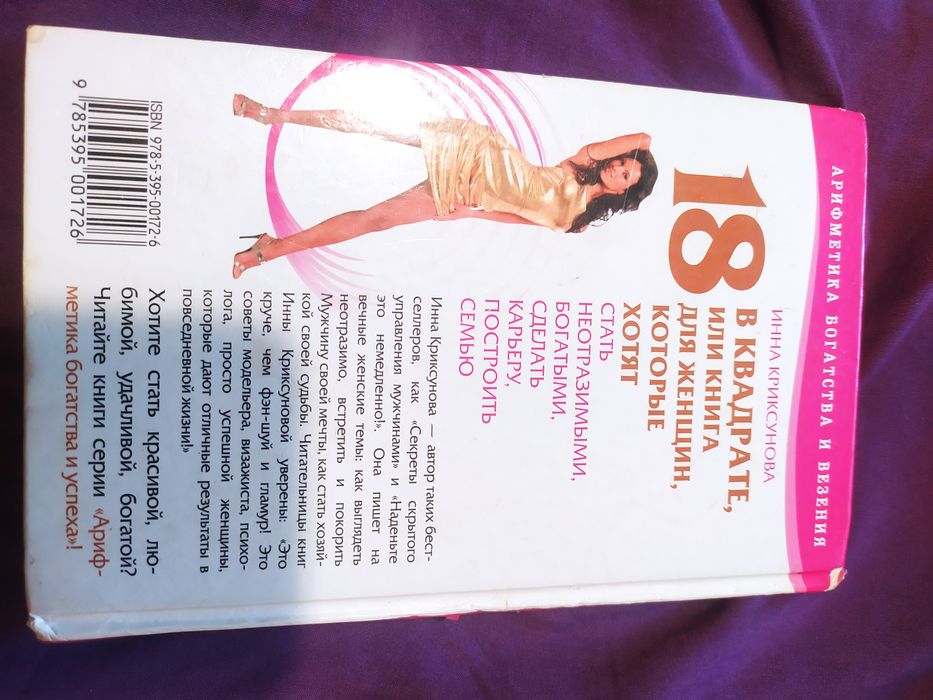 АРИФМЕТИКА БОГАТСТВА И ВЕЗЕНИЯ
ИННА КРИКСУНОВА
18
В КВАДРАТЕ,
ИЛИ КНИГА
ДЛЯ ЖЕНЩИН,
КОТОРЫЕ
ХОТЯТ
СТАТЬ
НЕОТРАЗИМЫМИ,
БОГАТЫМИ,
СДЕЛАТЬ
КАРЬЕРУ,
ПОСТРОИТЬ
СЕМЬЮ
Инна Криксунова — автор таких бест-
селлеров, как «Секреты скрытого
управления мужчинами» и «Наденьте
это немедленно!». Она пишет на
вечные женские темы: как выглядеть
неотразимо, встретить и покорить
Мужчину своей мечты, как стать хозяй-
кой своей судьбы. Читательницы книг
Инны Криксуновой уверены: «Это
круче, чем фэн-шуй и гламур! Это
советы модельера, визажиста, психо-
лога, просто успешной женщины,
которые дают отличные результаты в
повседневной жизни!»
Хотите стать красивой, лю-
бимой, удачливой, богатой?
Читайте книги серии «Ариф-
метика богатства и успеха»!
ISBN 978-5-395-00172-6
9 785395 001726